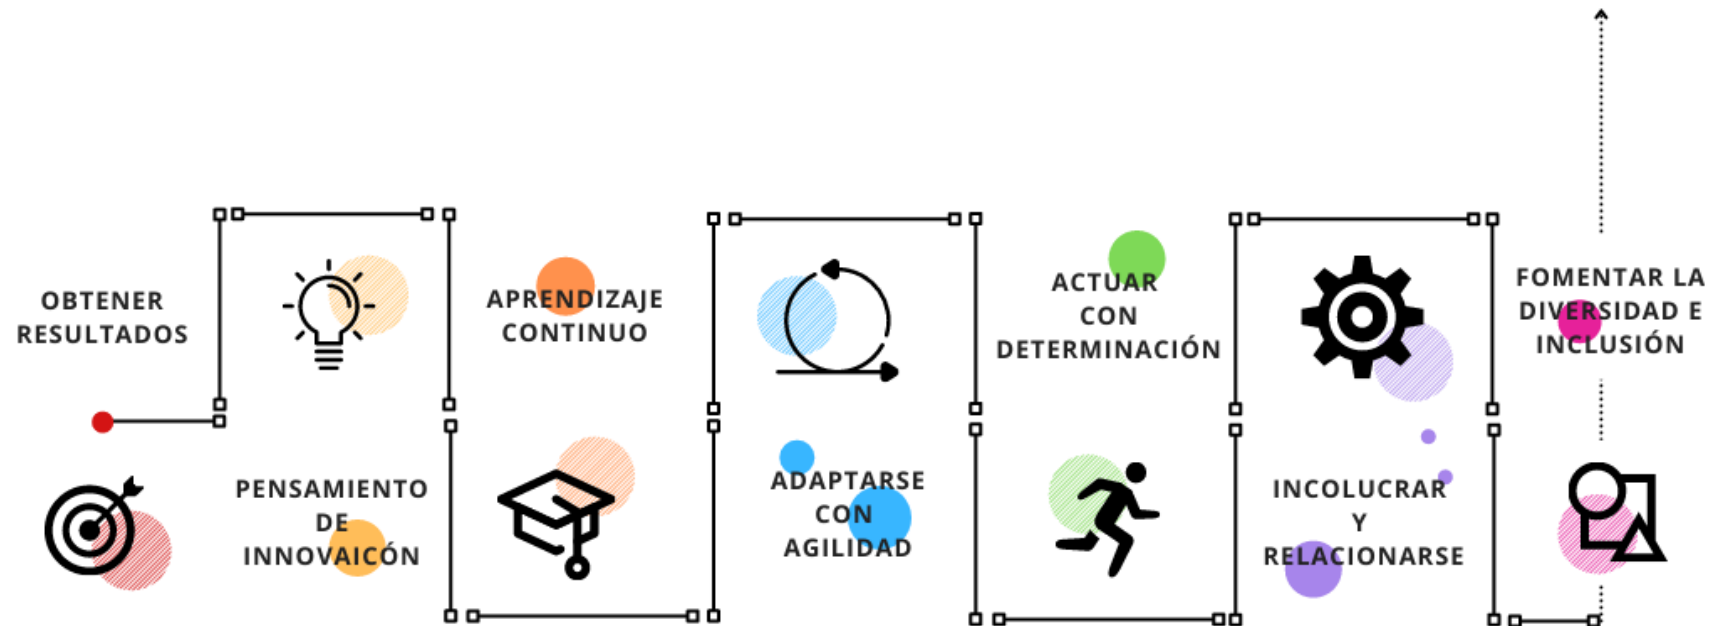 OBTENER
RESULTADOS
PENSAMIENTO
DE
INNOVAICÓN
APRENDIZAJE
CONTINUO
ADAPTARSE
CON
AGILIDAD
ACTUAR
CON
DETERMINACIÓN
INCOLUCRAR
Y
RELACIONARSE
FOMENTAR LA
DIVERSIDAD E
INCLUSIÓN